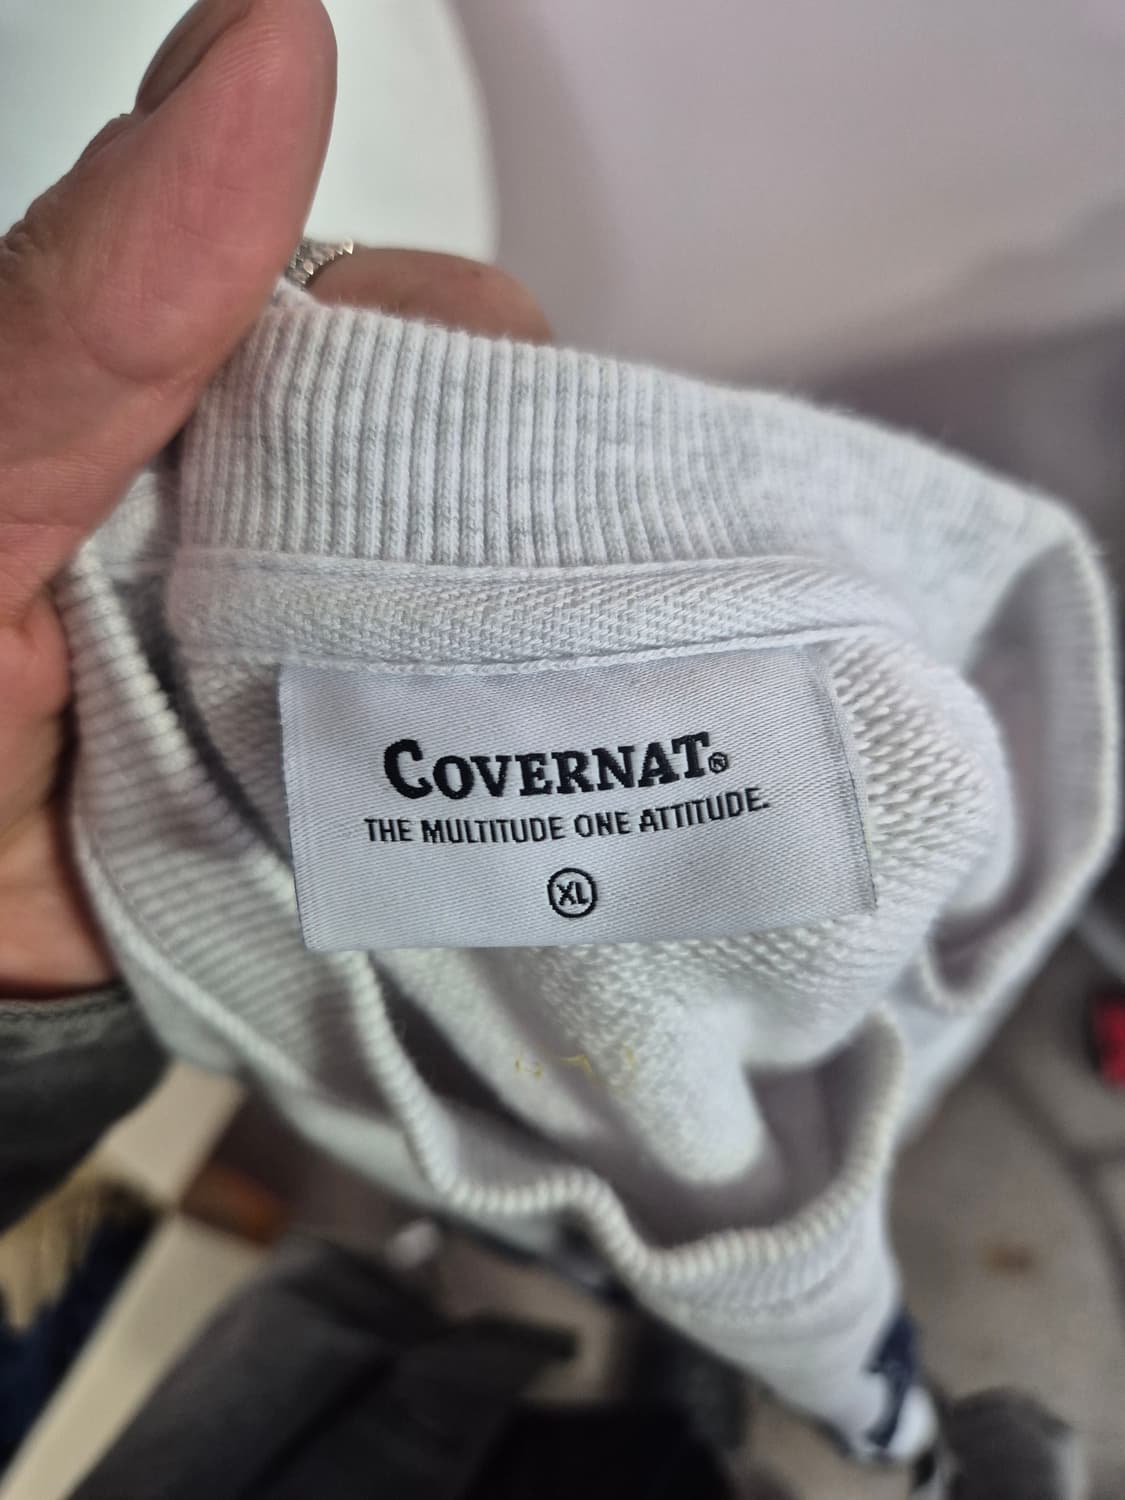 COVERNAT®
THE MULTITUDE ONE ATTITUDE.
XL